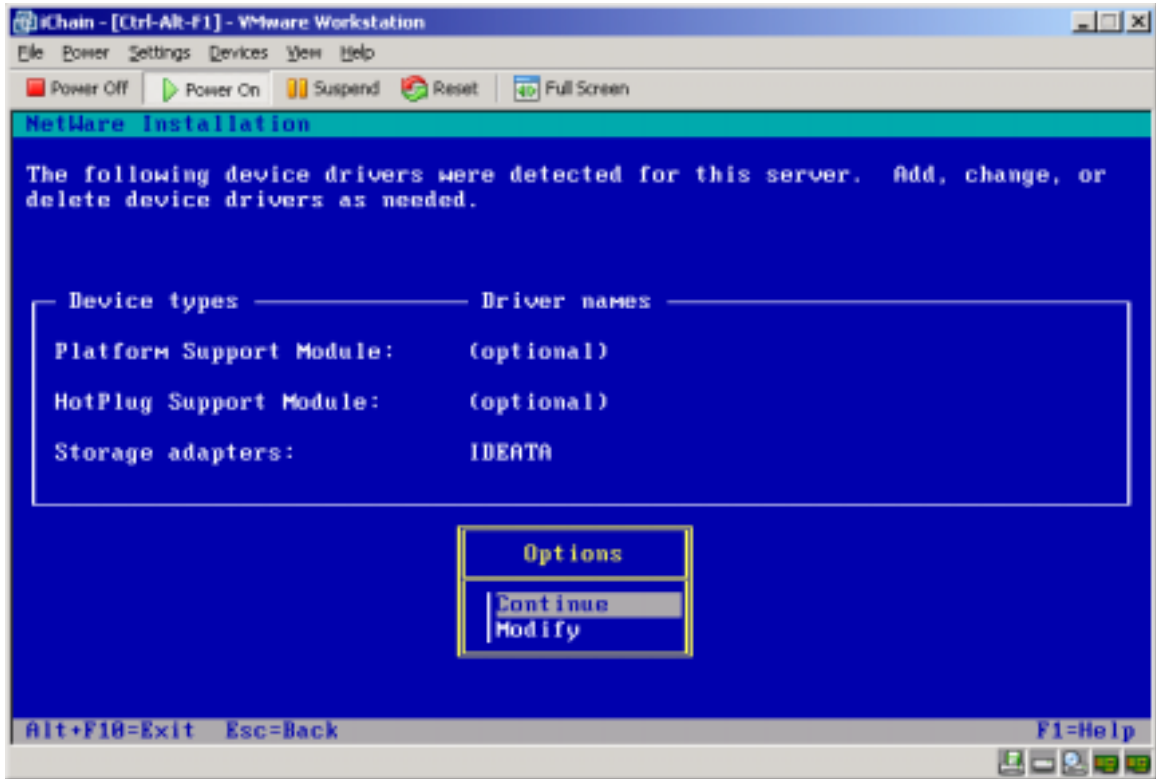 iChain - [Ctrl-Alt-F1] - VMware Workstation
File Power Settings Devices View Help
Power Off Power On Suspend Reset Full Screen
NetWare Installation
The following device drivers were detected for this server. Add, change, or
delete device drivers as needed.
Device types Driver names
Platform Support Module: (optional)
HotPlug Support Module: (optional)
Storage adapters: IDEATA
Options
Continue
Modify
Alt+F10=Exit Esc=Back F1=Help